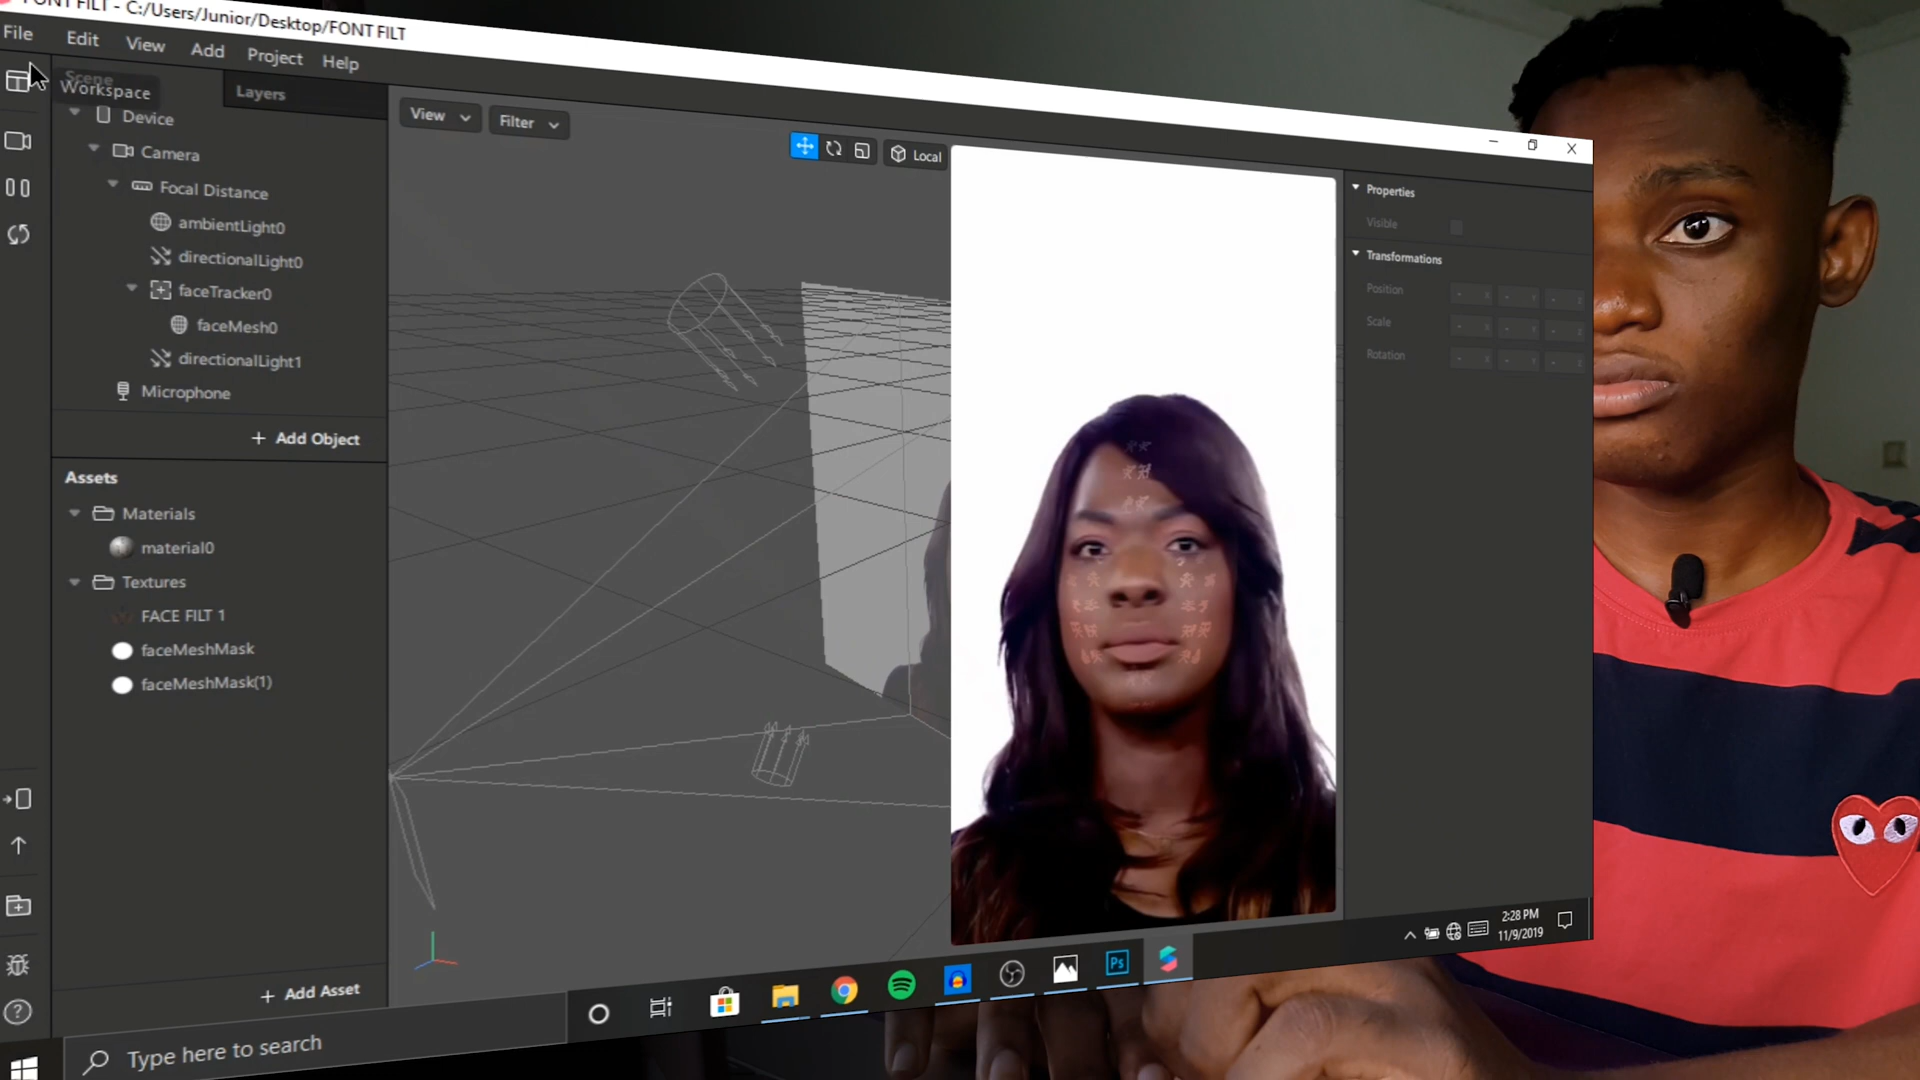 FONT FILT - C:/Users/Junior/Desktop/FONT FILT
File Edit View Add Project Help
Scene
Workspace
Layers
Device
Camera
Focal Distance
ambientLight0
directionalLight0
faceTracker0
faceMesh0
directionalLight1
Microphone
+ Add Object
Assets
Materials
material0
Textures
FACE FILT 1
faceMeshMask
faceMeshMask(1)
+ Add Asset
View
Filter
Local
Properties
Visible
Transformations
Position
Scale
Rotation
Type here to search
Ps
2:28 PM
11/9/2019